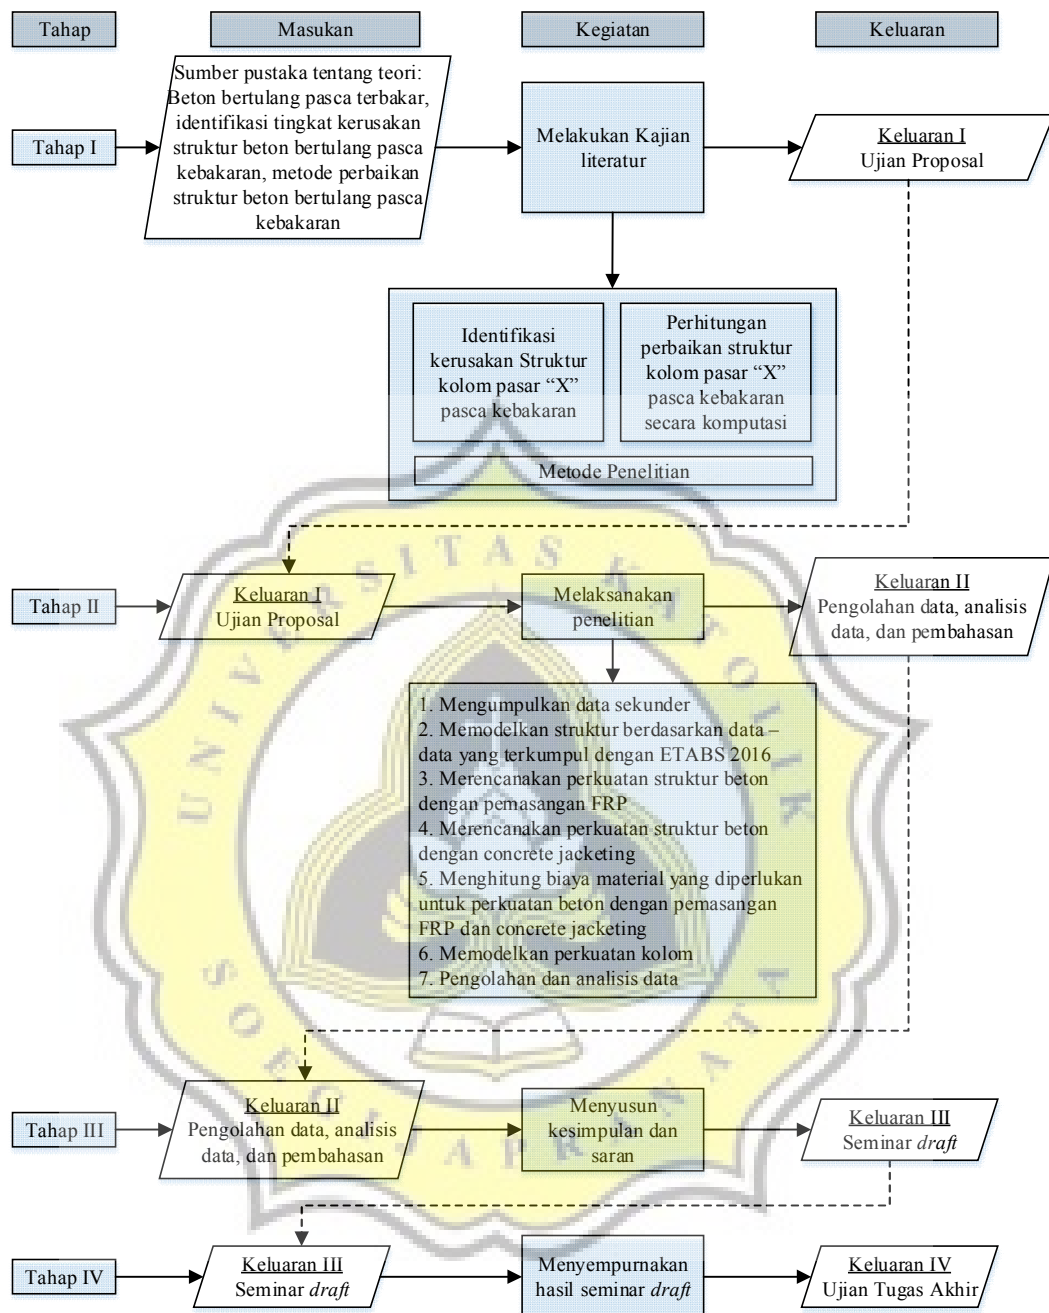 Tahap
Masukan
Kegiatan
Keluaran
Tahap I
Sumber pustaka tentang teori:
Beton bertulang pasca terbakar,
identifikasi tingkat kerusakan
struktur beton bertulang pasca
kebakaran, metode perbaikan
struktur beton bertulang pasca
kebakaran
Melakukan Kajian
literatur
Keluaran I
Ujian Proposal
Identifikasi
kerusakan Struktur
kolom pasar “X”
pasca kebakaran
Perhitungan
perbaikan struktur
kolom pasar “X”
pasca kebakaran
secara komputasi
Metode Penelitian
Tahap II
Keluaran I
Ujian Proposal
Melaksanakan
penelitian
Keluaran II
Pengolahan data, analisis
data, dan pembahasan
1. Mengumpulkan data sekunder
2. Memodelkan struktur berdasarkan data –
data yang terkumpul dengan ETABS 2016
3. Merencanakan perkuatan struktur beton
dengan pemasangan FRP
4. Merencanakan perkuatan struktur beton
dengan concrete jacketing
5. Menghitung biaya material yang diperlukan
untuk perkuatan beton dengan pemasangan
FRP dan concrete jacketing
6. Memodelkan perkuatan kolom
7. Pengolahan dan analisis data
Tahap III
Keluaran II
Pengolahan data, analisis
data, dan pembahasan
Menyusun
kesimpulan dan
saran
Keluaran III
Seminar draft
Tahap IV
Keluaran III
Seminar draft
Menyempurnakan
hasil seminar draft
Keluaran IV
Ujian Tugas Akhir
UNIVERSITAS KATOLIK
SOEGIJAPRANATA